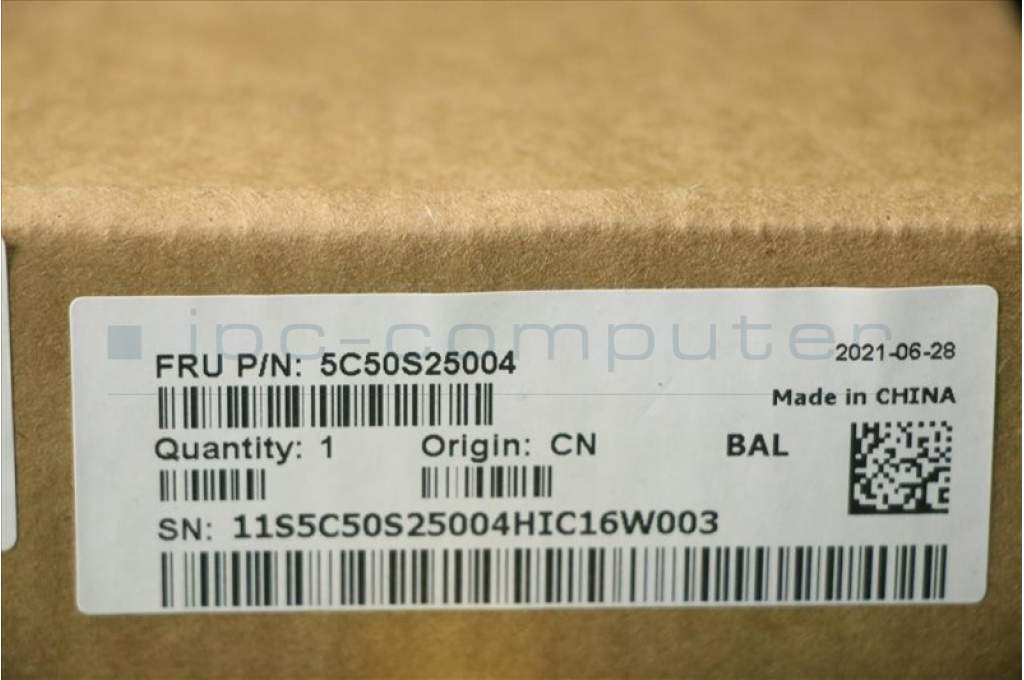 ipc-computer
2021-06-28
FRU P/N: 5C50S25004
Made in CHINA
Quantity: 1 Origin: CN BAL
SN: 11S5C50S25004HIC16W003